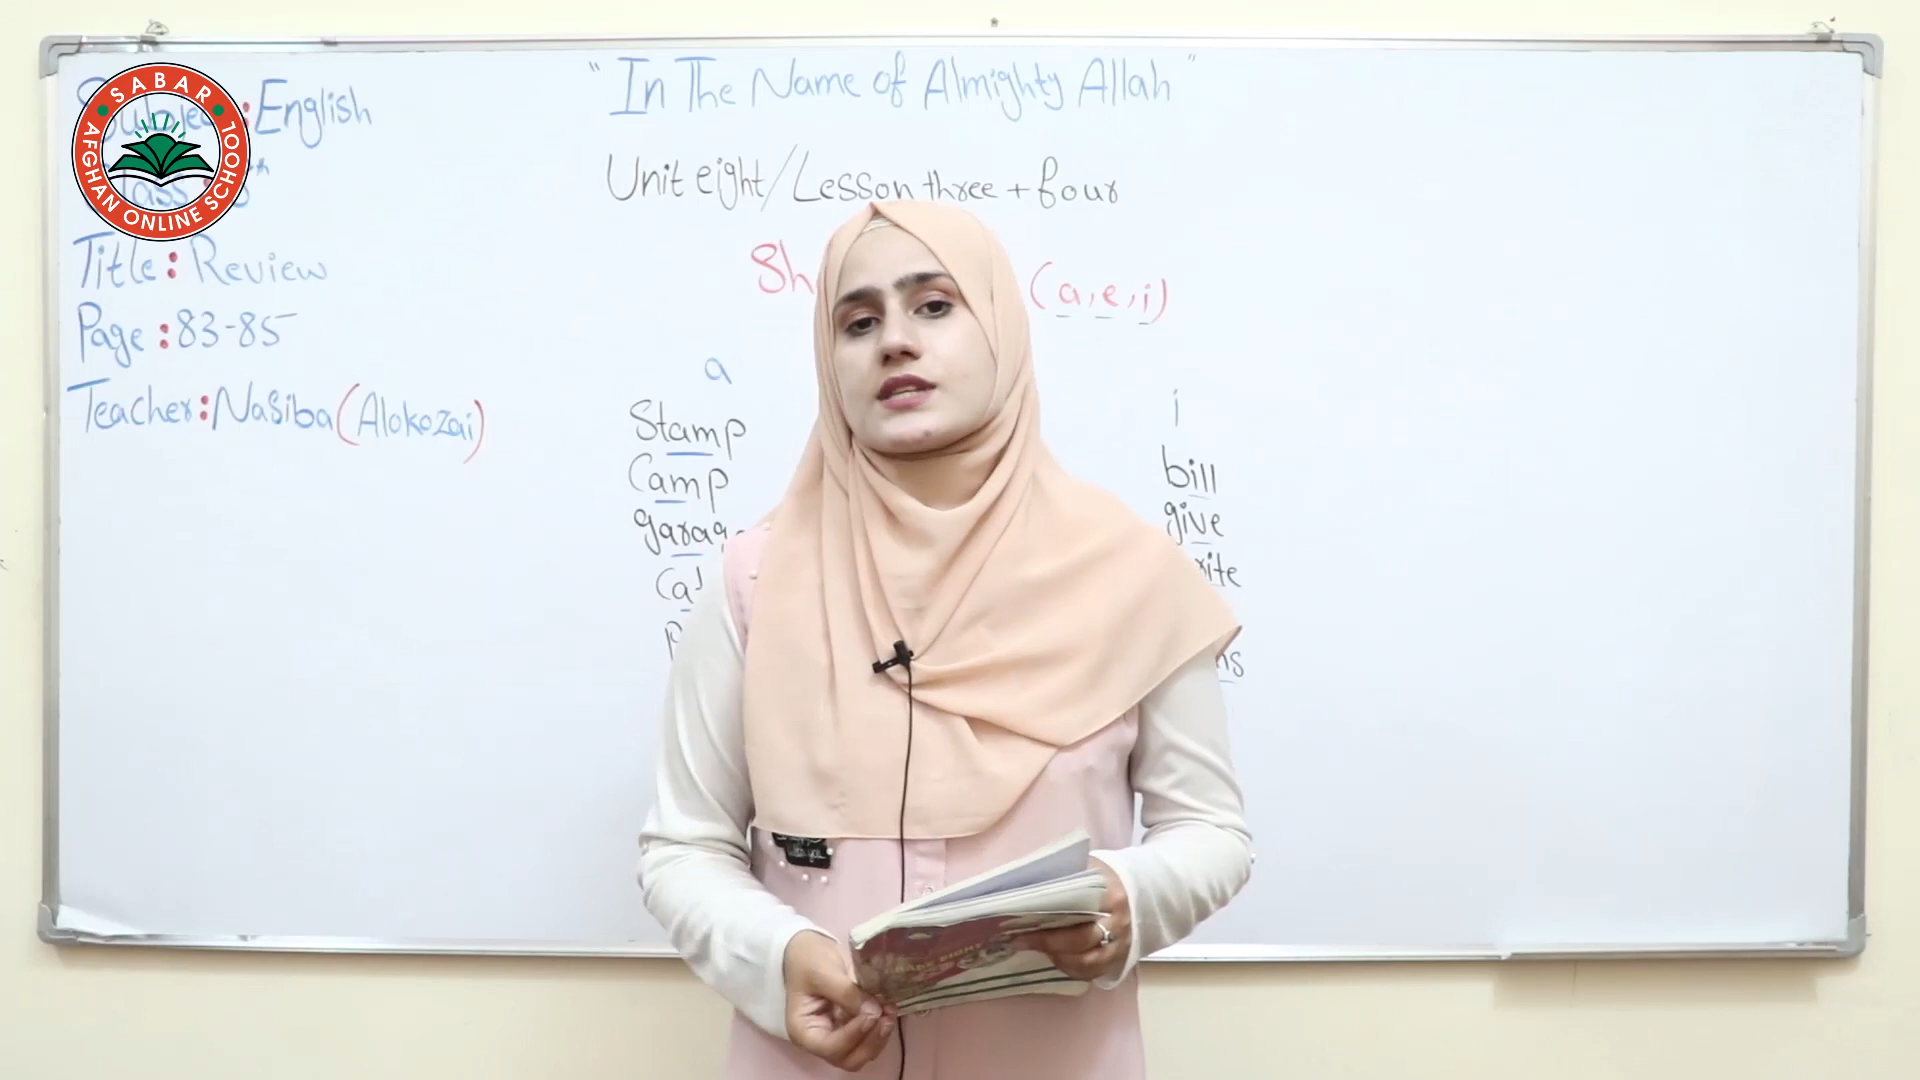 SABAR
AFGHAN ONLINE SCHOOL
: English
th
Title : Review
Page : 83-85
Teacher : Nasiba (Alokozai)
" In The Name of Almighty Allah "
Unit eight / Lesson three + four
(a, e, i)
a
Stamp
Camp
i
bill
give